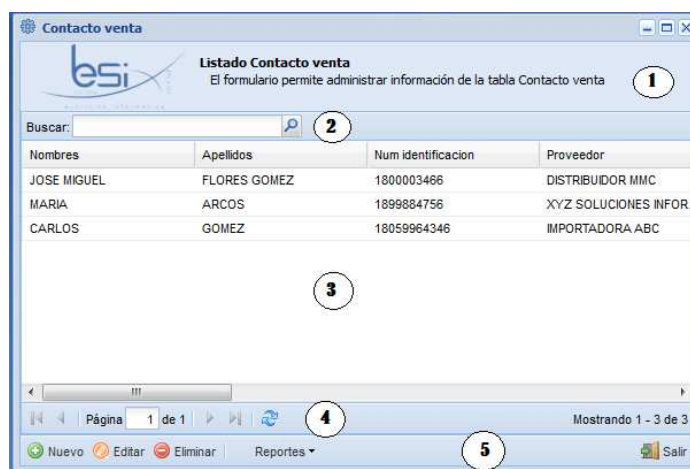 Contacto venta
besi
Listado Contacto venta
El formulario permite administrar información de la tabla Contacto venta
1
Buscar:
2
Nombres Apellidos Num identificacion Proveedor
JOSE MIGUEL FLORES GOMEZ 1800003466 DISTRIBUIDOR MMC
MARIA ARCOS 1899884756 XYZ SOLUCIONES INFOR
CARLOS GOMEZ 18059964346 IMPORTADORA ABC
3
Página 1 de 1 4 Mostrando 1 - 3 de 3
Nuevo Editar Eliminar Reportes 5 Salir